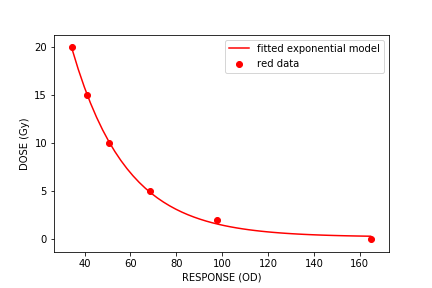 fitted exponential model
red data
20
15
10
5
0
DOSE (Gy)
40 60 80 100 120 140 160
RESPONSE (OD)